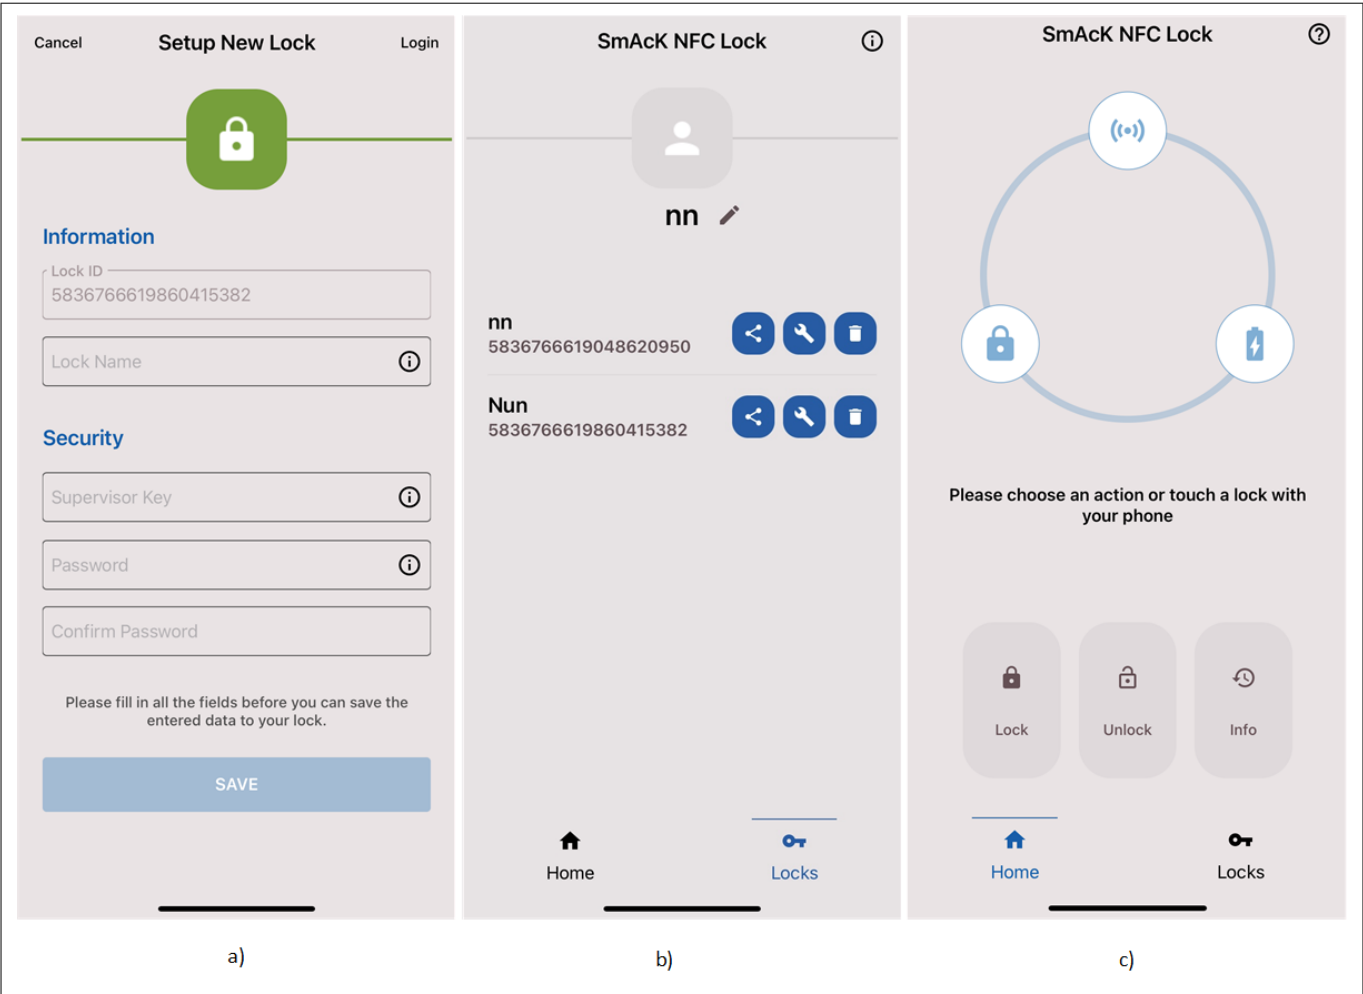 Cancel
Setup New Lock
Login
Information
Lock ID
5836766619860415382
Lock Name
Security
Supervisor Key
Password
Confirm Password
Please fill in all the fields before you can save the
entered data to your lock.
SAVE
a)
SmAcK NFC Lock
nn
nn
5836766619048620950
Nun
5836766619860415382
Home
Locks
b)
SmAcK NFC Lock
Please choose an action or touch a lock with
your phone
Lock
Unlock
Info
Home
Locks
c)